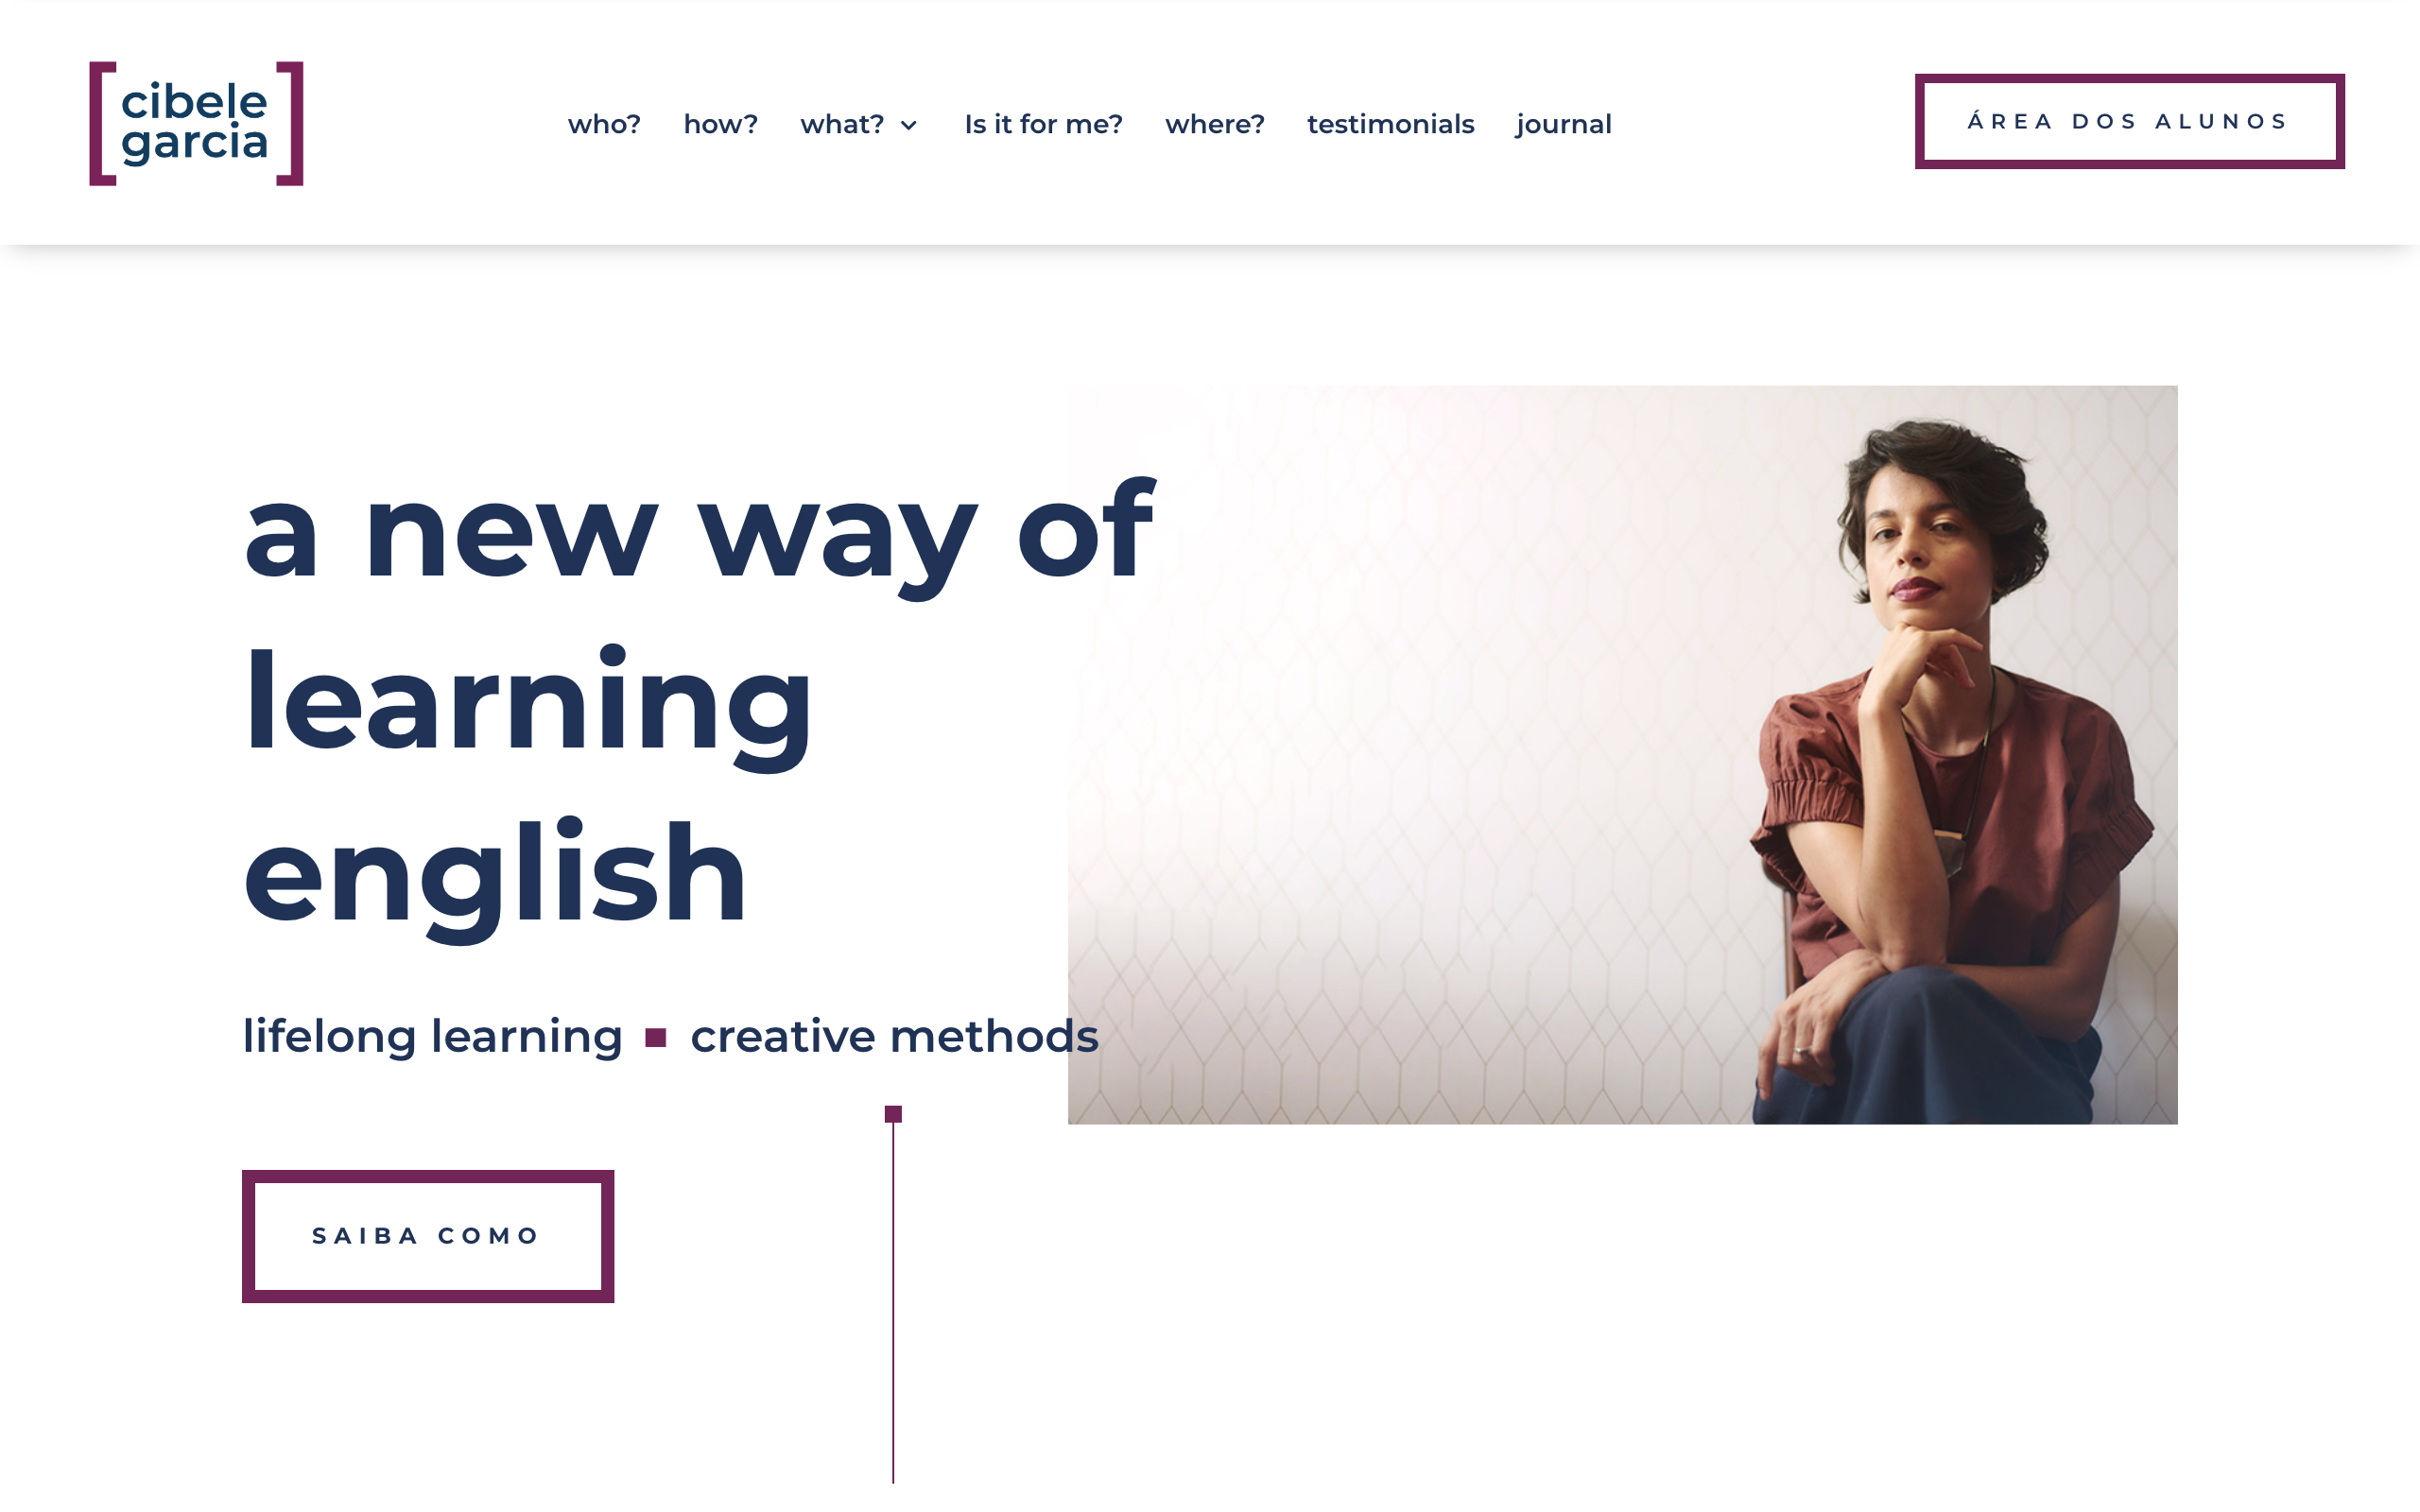 cibele
garcia
who? how? what? Is it for me? where? testimonials journal
ÁREA DOS ALUNOS
a new way of
learning
english
lifelong learning ■ creative methods
SAIBA COMO